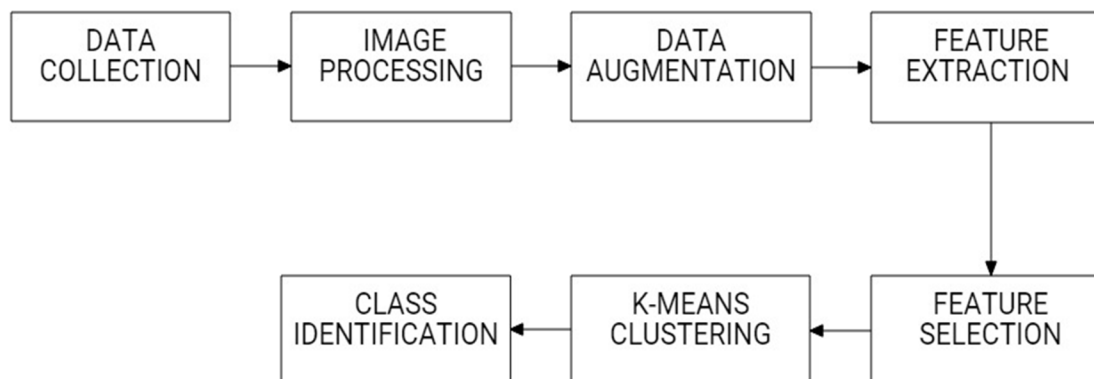 DATA
COLLECTION
IMAGE
PROCESSING
DATA
AUGMENTATION
FEATURE
EXTRACTION
CLASS
IDENTIFICATION
K-MEANS
CLUSTERING
FEATURE
SELECTION